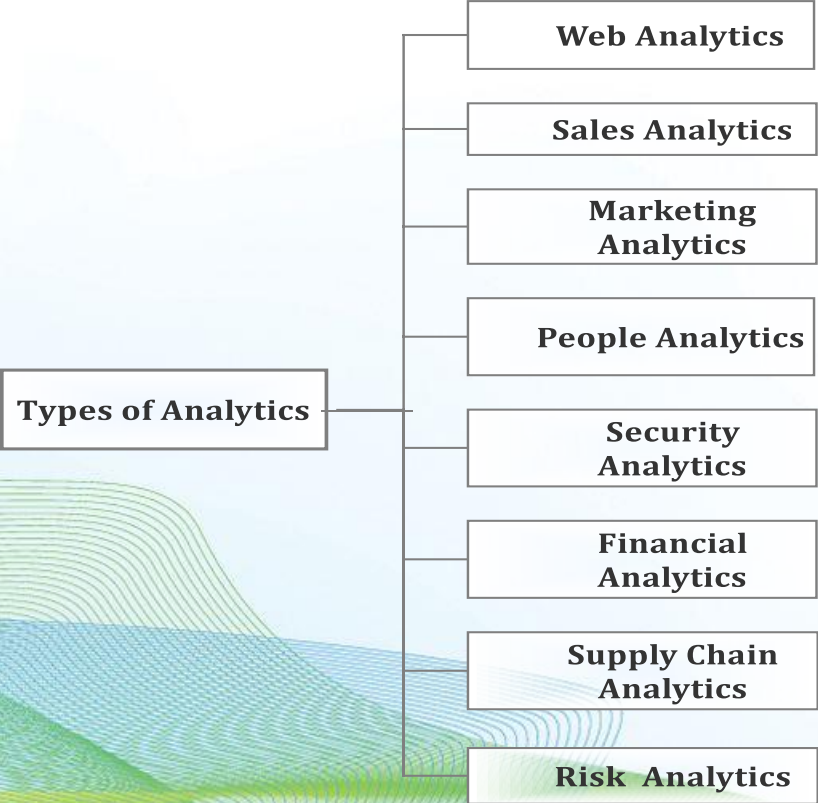 Web Analytics
Sales Analytics
Marketing
Analytics
People Analytics
Types of Analytics
Security
Analytics
Financial
Analytics
Supply Chain
Analytics
Risk  Analytics